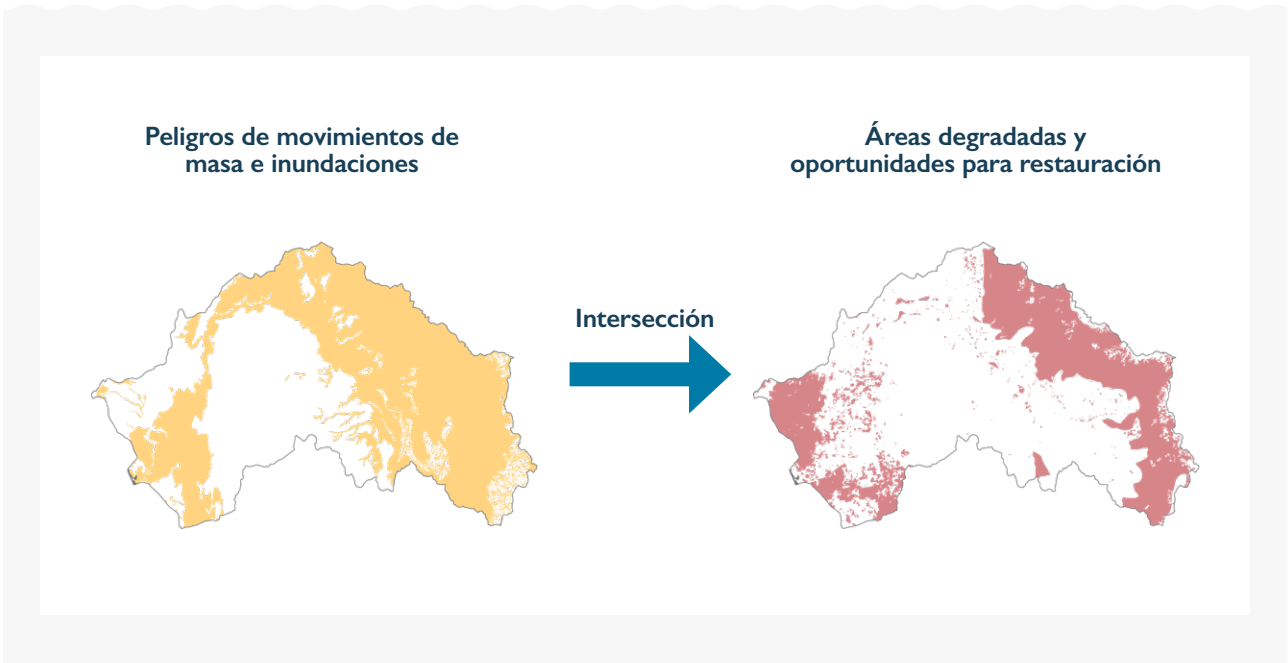 Peligros de movimientos de
masa e inundaciones
Áreas degradadas y
oportunidades para restauración
Intersección